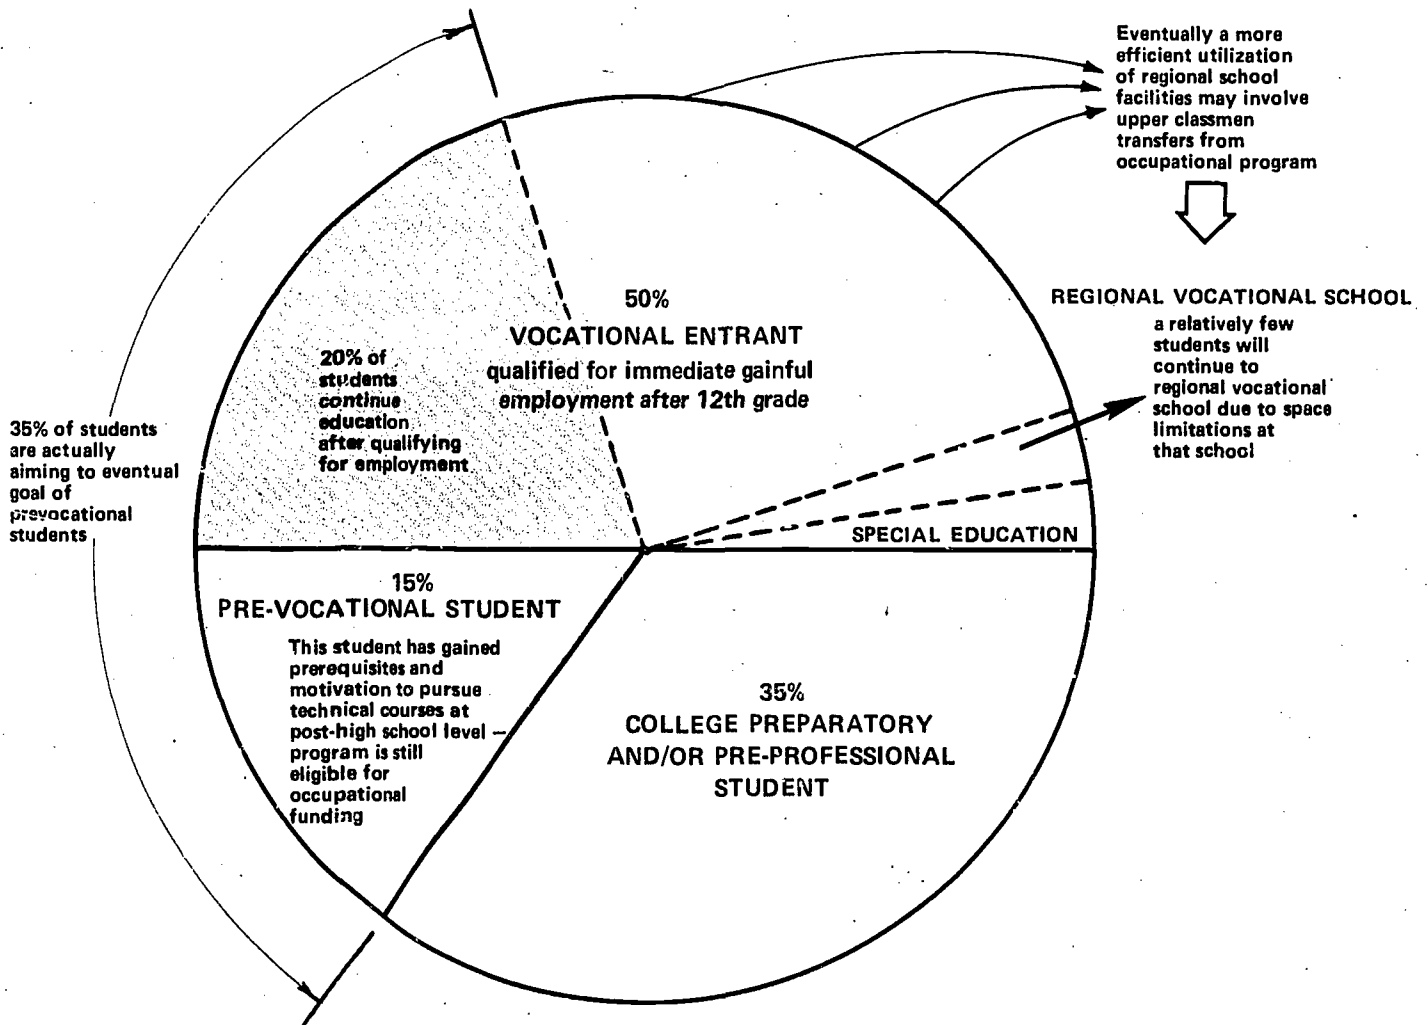 Eventually a more
efficient utilization
of regional school
facilities may involve
upper classmen
transfers from
occupational program
REGIONAL VOCATIONAL SCHOOL
a relatively few
students will
continue to
regional vocational
school due to space
limitations at
that school
50%
VOCATIONAL ENTRANT
qualified for immediate gainful
employment after 12th grade
20% of
students
continue
education
after qualifying
for employment
35% of students
are actually
aiming to eventual
goal of
prevocational
students
SPECIAL EDUCATION
15%
PRE-VOCATIONAL STUDENT
This student has gained
prerequisites and
motivation to pursue
technical courses at
post-high school level –
program is still
eligible for
occupational
funding
35%
COLLEGE PREPARATORY
AND/OR PRE-PROFESSIONAL
STUDENT